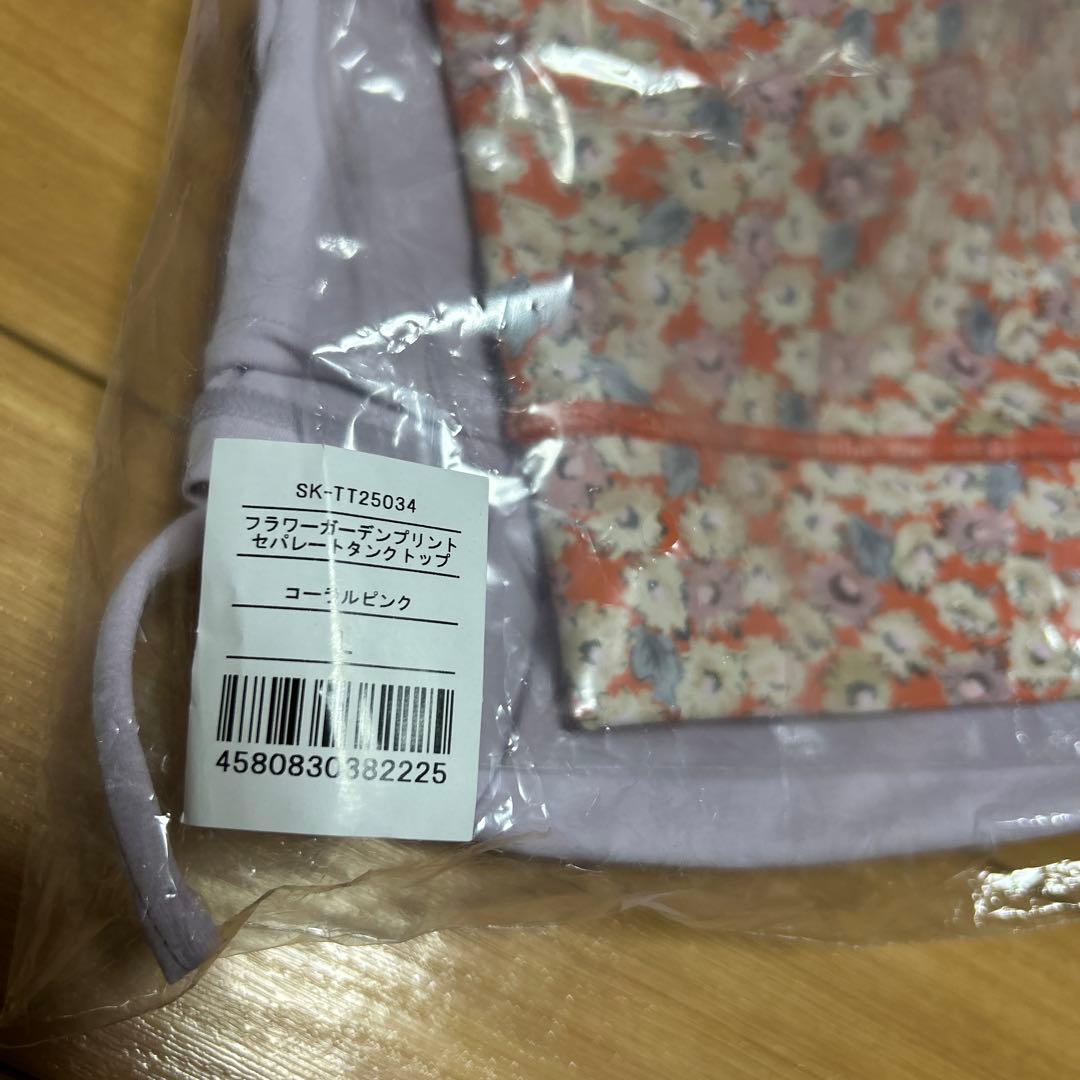 SK-TT25034
フラワーガーデンプリント
セパレートタンクトップ
コーラルピンク
4580830382225